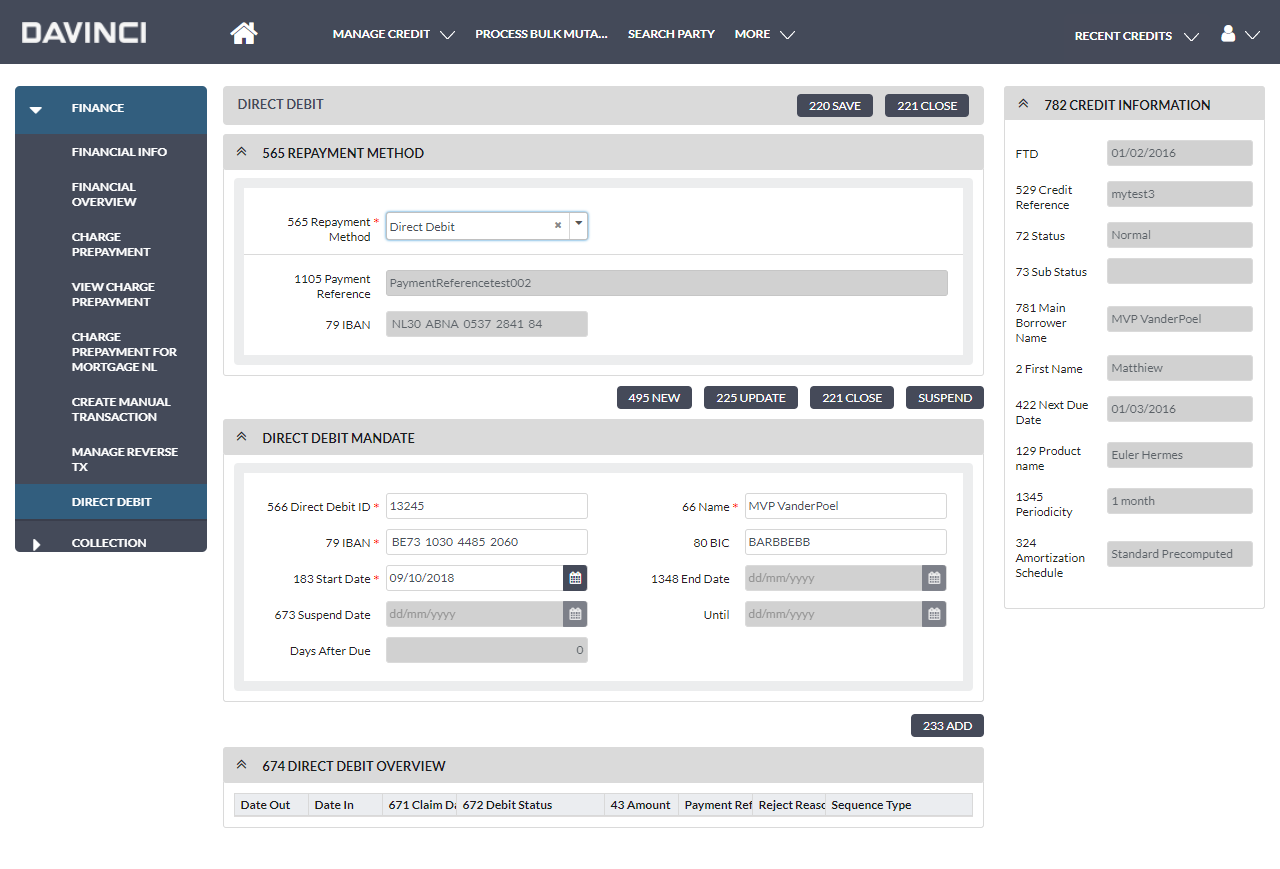 DAVINCI
MANAGE CREDIT
PROCESS BULK MUTA...
SEARCH PARTY
MORE
RECENT CREDITS
FINANCE
FINANCIAL INFO
FINANCIAL
OVERVIEW
CHARGE
PREPAYMENT
VIEW CHARGE
PREPAYMENT
CHARGE
PREPAYMENT FOR
MORTGAGE NL
CREATE MANUAL
TRANSACTION
MANAGE REVERSE
TX
DIRECT DEBIT
COLLECTION
DIRECT DEBIT
220 SAVE
221 CLOSE
565 REPAYMENT METHOD
565 Repayment *
Method
Direct Debit
1105 Payment
Reference
PaymentReferencetest002
79 IBAN
NL30 ABNA 0537 2841 84
495 NEW
225 UPDATE
221 CLOSE
SUSPEND
DIRECT DEBIT MANDATE
566 Direct Debit ID * 13245
66 Name * MVP VanderPoel
79 IBAN * BE73 1030 4485 2060
80 BIC BARBBEBB
183 Start Date * 09/10/2018
1348 End Date dd/mm/yyyy
673 Suspend Date dd/mm/yyyy
Until dd/mm/yyyy
Days After Due 0
233 ADD
674 DIRECT DEBIT OVERVIEW
Date Out Date In 671 Claim Da 672 Debit Status 43 Amount Payment Ref Reject Reaso Sequence Type
782 CREDIT INFORMATION
FTD
01/02/2016
529 Credit
Reference
mytest3
72 Status
Normal
73 Sub Status
781 Main
Borrower
Name
MVP VanderPoel
2 First Name
Matthiew
422 Next Due
Date
01/03/2016
129 Product
name
Euler Hermes
1345
Periodicity
1 month
324
Amortization
Schedule
Standard Precomputed